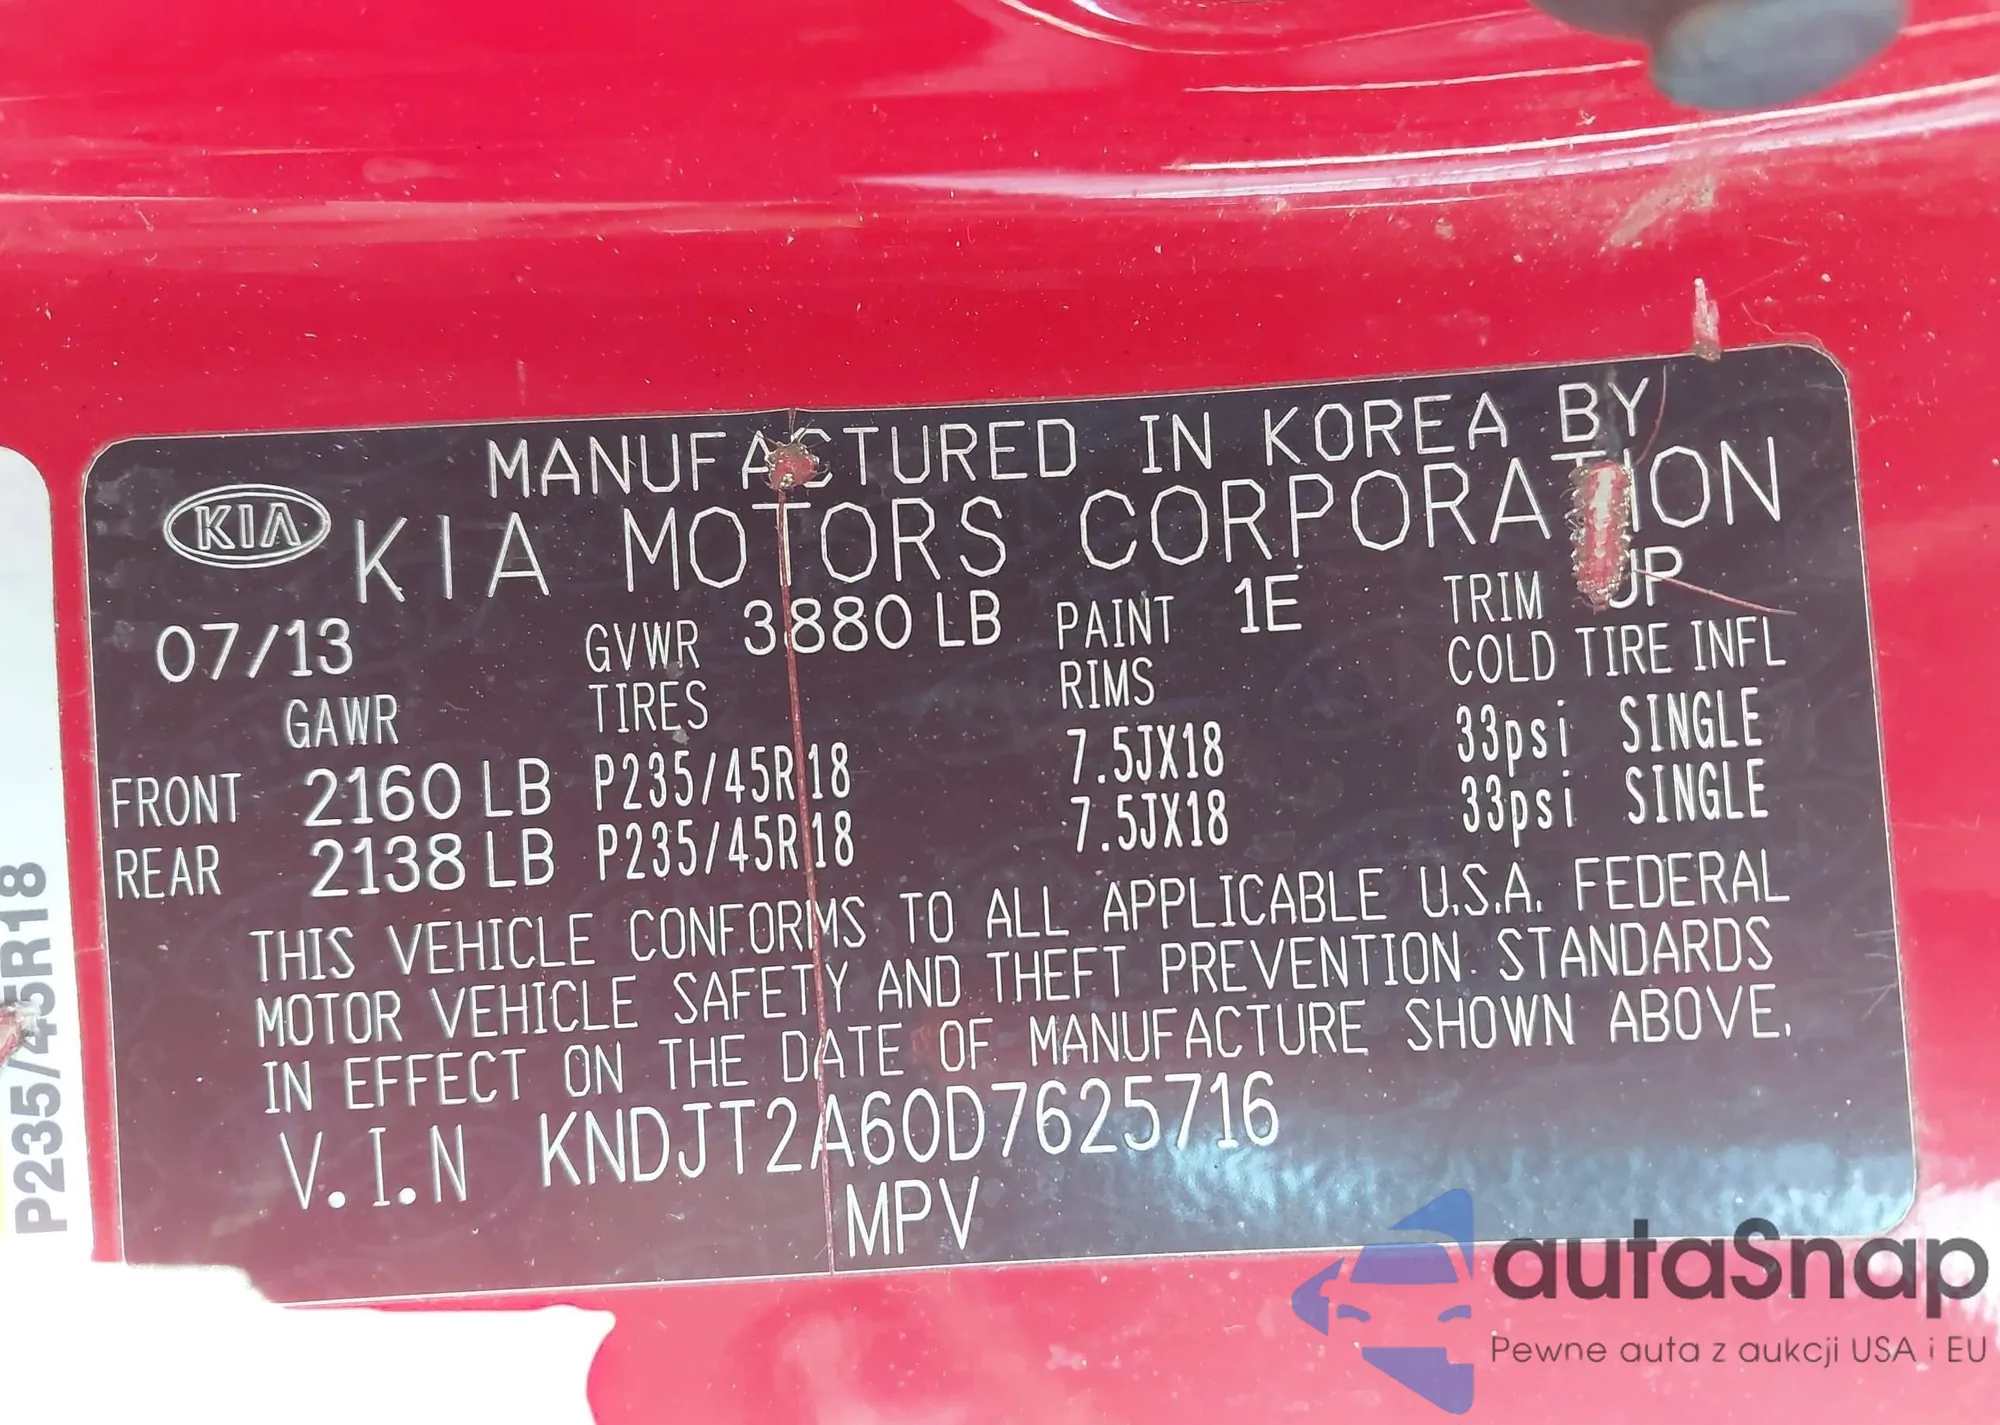 MANUFACTURED IN KOREA BY
KIA KIA MOTORS CORPORATION
07/13 GVWR 3880 LB PAINT 1E TRIM UP
GAWR TIRES RIMS COLD TIRE INFL
FRONT 2160 LB P235/45R18 7.5JX18 33psi SINGLE
REAR 2138 LB P235/45R18 7.5JX18 33psi SINGLE
THIS VEHICLE CONFORMS TO ALL APPLICABLE U.S.A. FEDERAL
MOTOR VEHICLE SAFETY AND THEFT PREVENTION STANDARDS
IN EFFECT ON THE DATE OF MANUFACTURE SHOWN ABOVE.
V.I.N KNDJT2A60D7625716
MPV
P235/45R18
autaSnap
Pewne auta z aukcji USA i EU